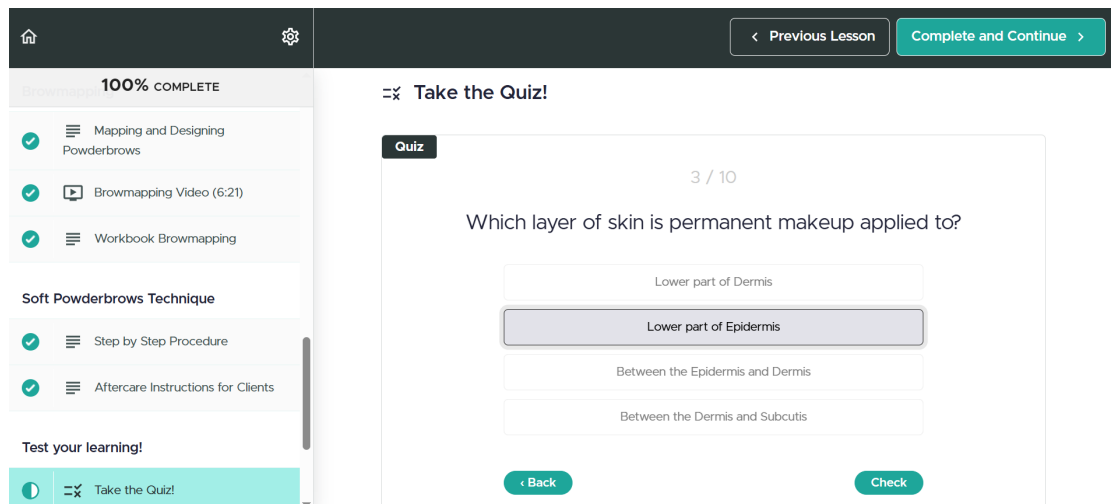 < Previous Lesson
Complete and Continue >
Browmapping
100% COMPLETE
Mapping and Designing
Powderbrows
Browmapping Video (6:21)
Workbook Browmapping
Soft Powderbrows Technique
Step by Step Procedure
Aftercare Instructions for Clients
Test your learning!
Take the Quiz!
Take the Quiz!
Quiz
3 / 10
Which layer of skin is permanent makeup applied to?
Lower part of Dermis
Lower part of Epidermis
Between the Epidermis and Dermis
Between the Dermis and Subcutis
‹ Back
Check